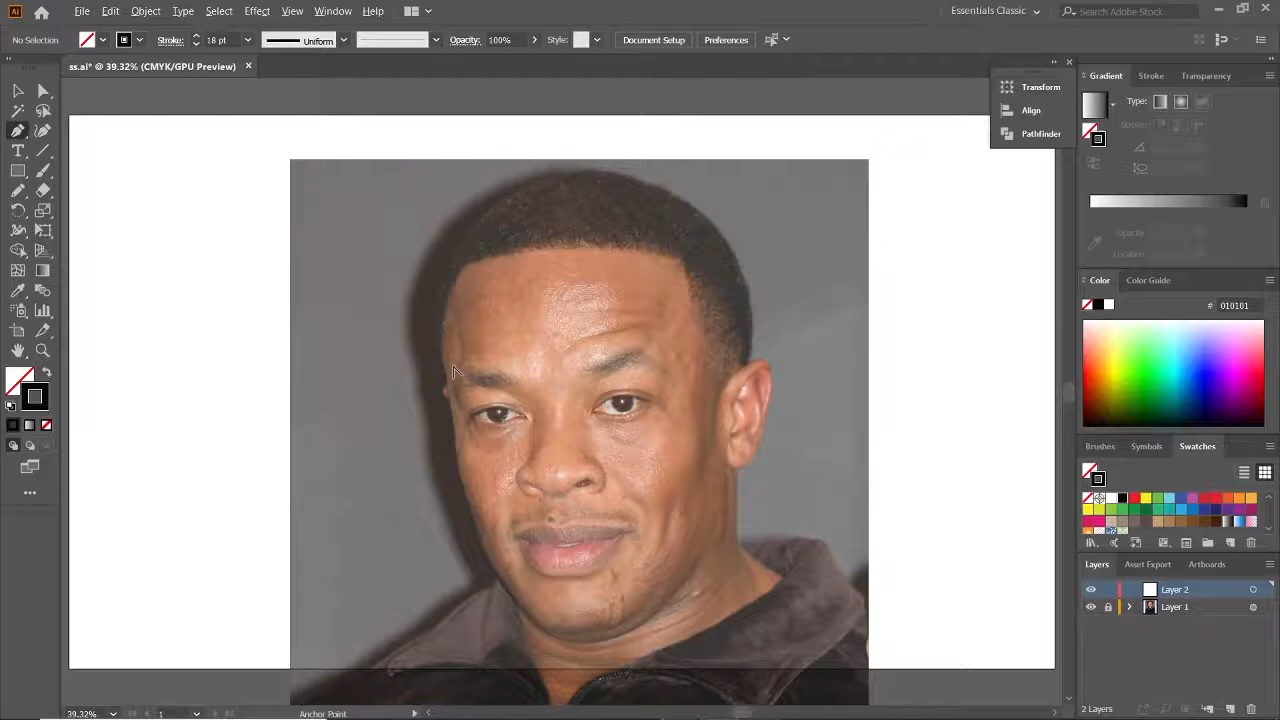 Ai File Edit Object Type Select Effect View Window Help Essentials Classic Search Adobe Stock
No Selection Stroke: 18 pt Uniform Opacity: 100% Style: Document Setup Preferences
ss.ai* @ 39.32% (CMYK/GPU Preview)
Transform
Align
Pathfinder
Gradient Stroke Transparency
Type:
Stroke:
Opacity
Location:
Color Color Guide
# 010101
Brushes Symbols Swatches
Layers Asset Export Artboards
Layer 2
Layer 1
39.32% 1 Anchor Point 2 Layers